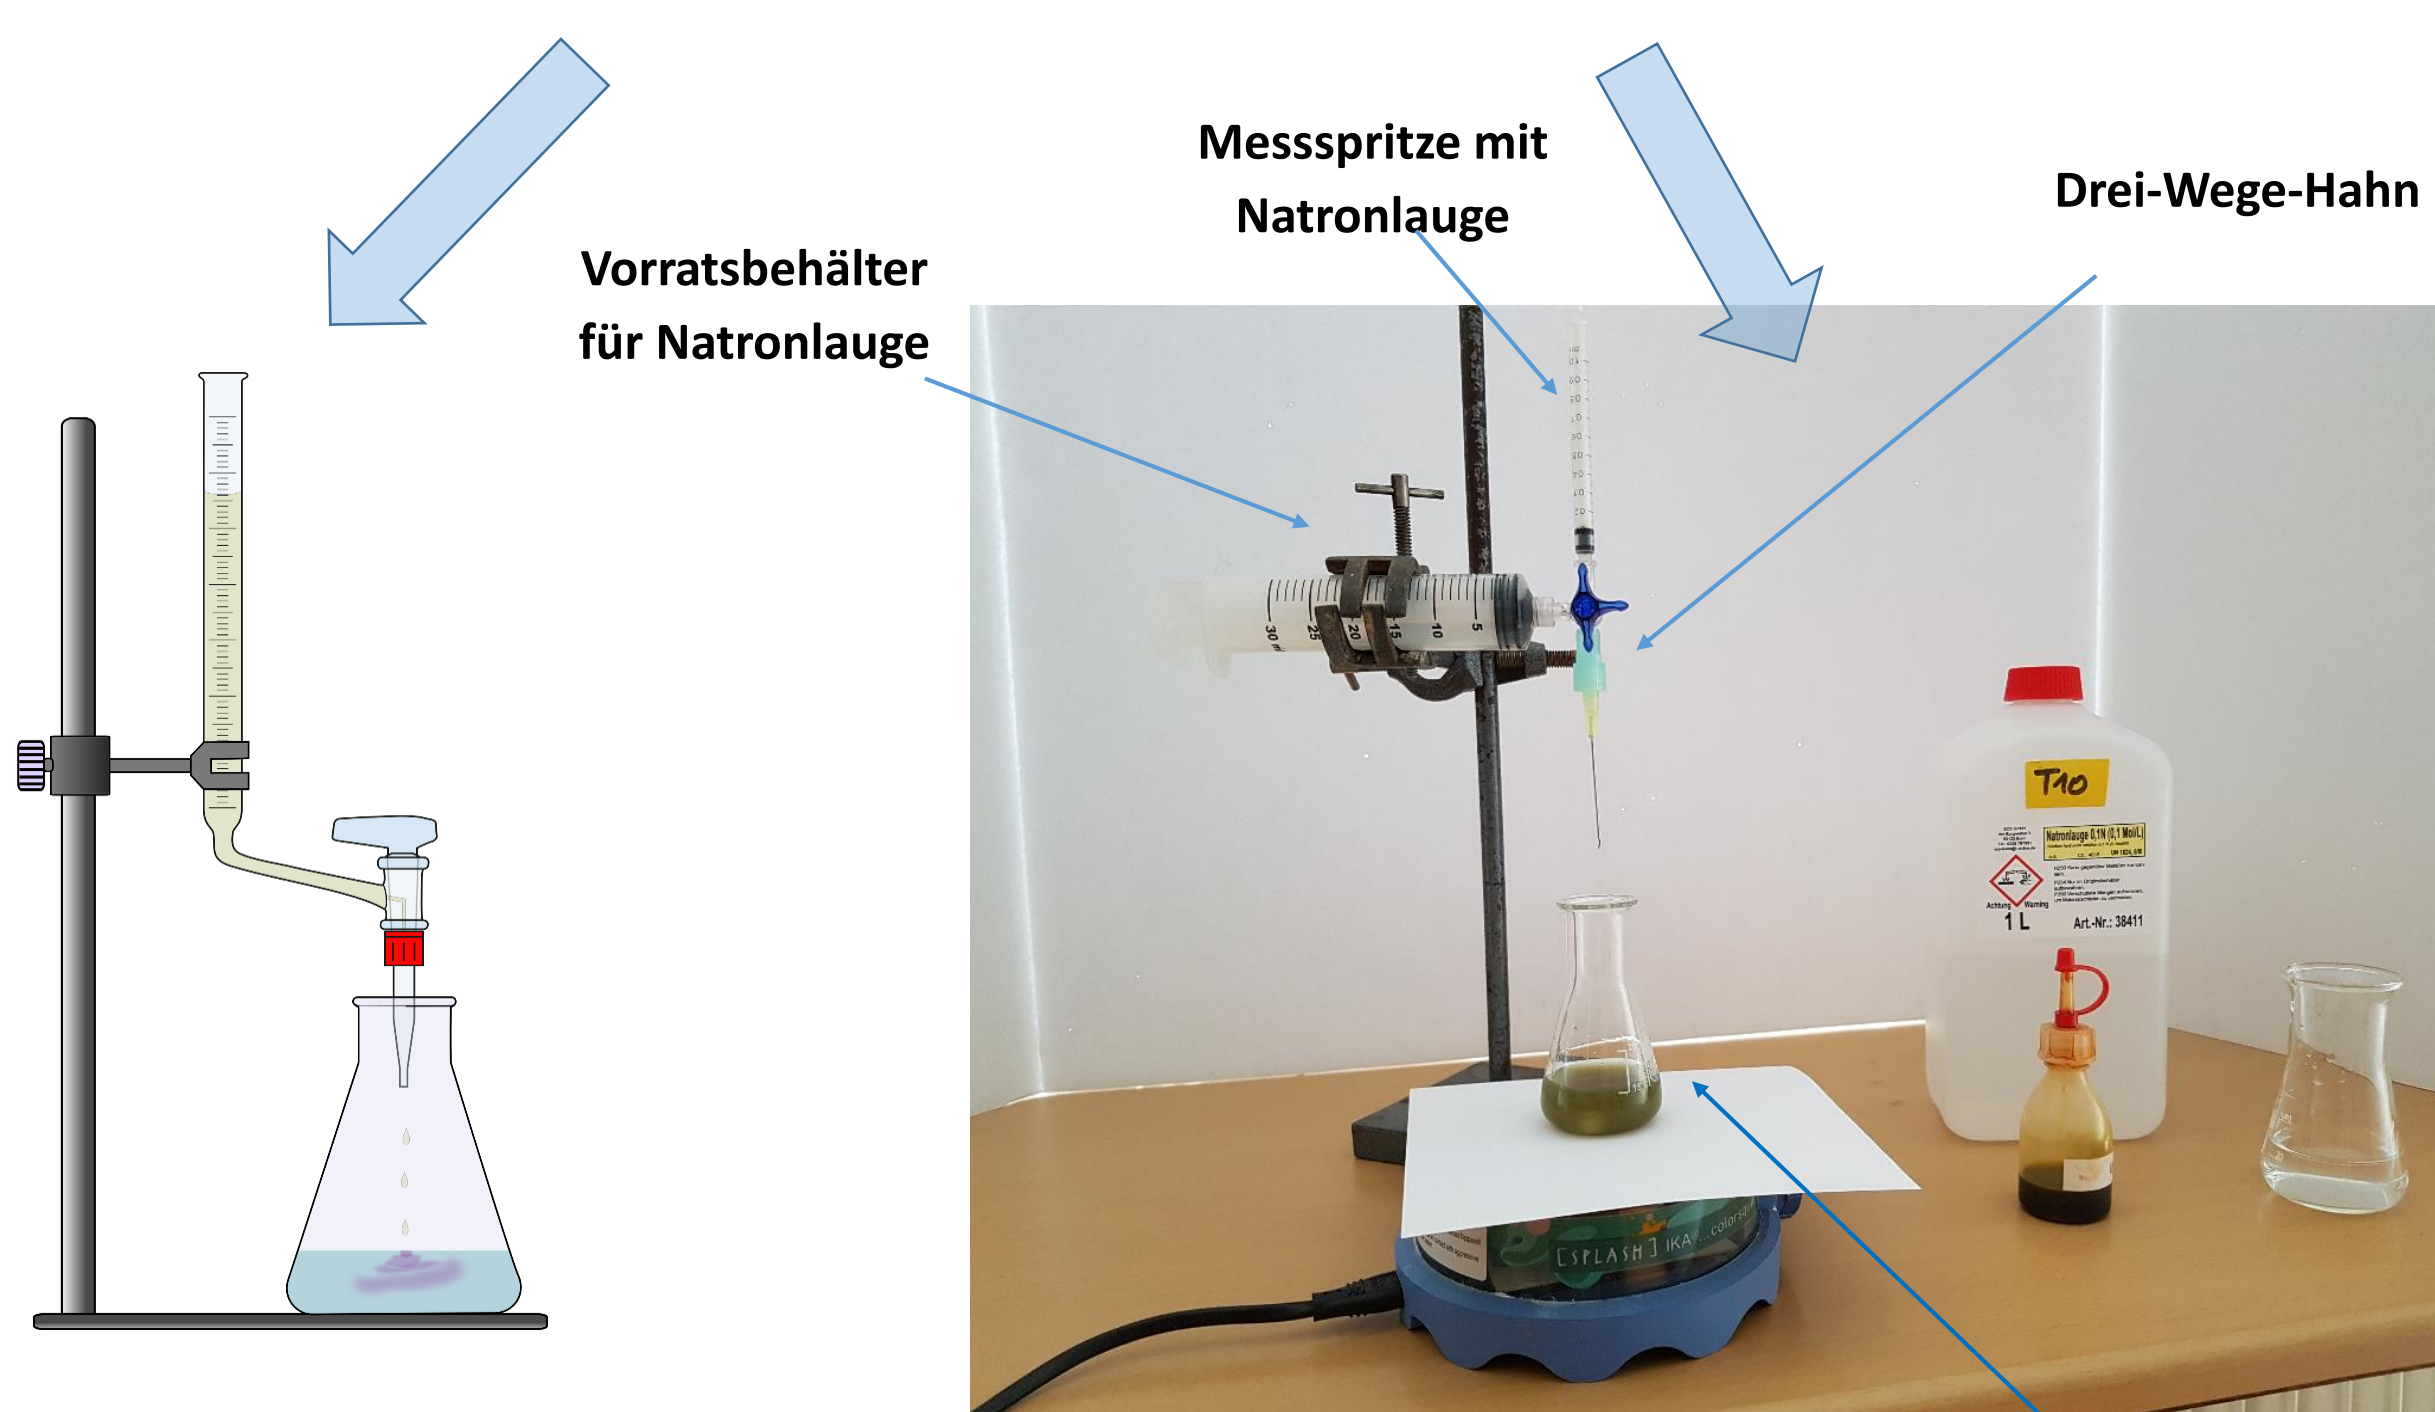 Messspritze mit
Natronlauge
Drei-Wege-Hahn
Vorratsbehälter
für Natronlauge
30 ml
25
20
15
10
5
T10
Natronlauge 0,1N (0,1 Mol/L)
Achtung Warning
1 L
Art.-Nr.: 38411
[SPLASH] IKA ...colorsq